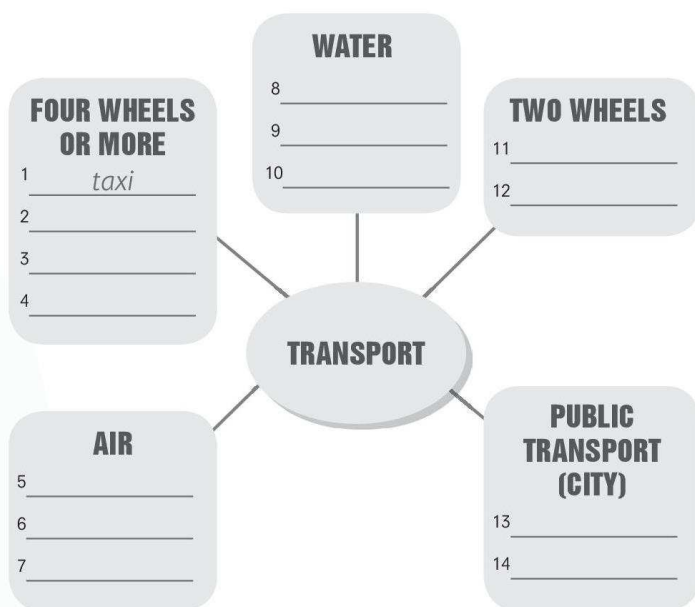 WATER
8
9
10
FOUR WHEELS
OR MORE
1 taxi
2
3
4
TWO WHEELS
11
12
TRANSPORT
AIR
5
6
7
PUBLIC
TRANSPORT
(CITY)
13
14